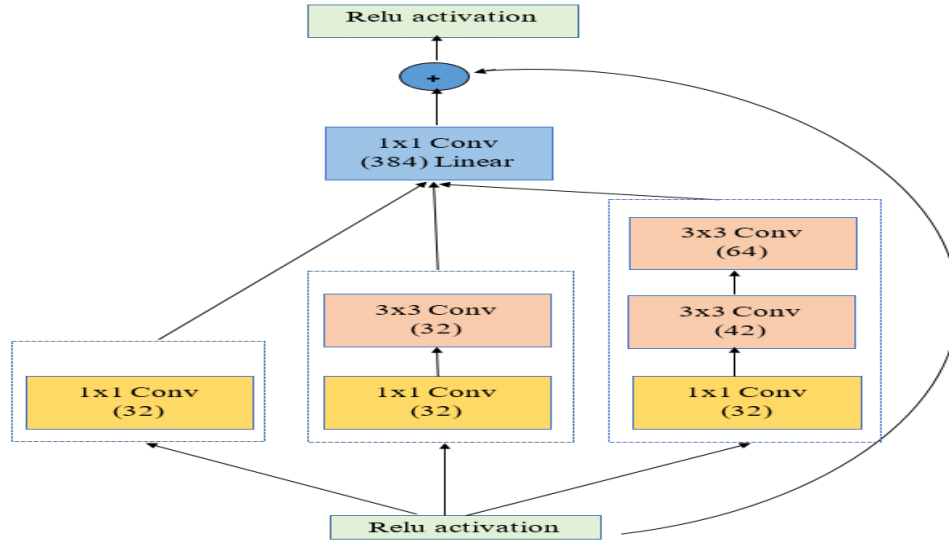 Relu activation
+
1x1 Conv
(384) Linear
3x3 Conv
(64)
3x3 Conv
(32)
3x3 Conv
(42)
1x1 Conv
(32)
1x1 Conv
(32)
1x1 Conv
(32)
Relu activation